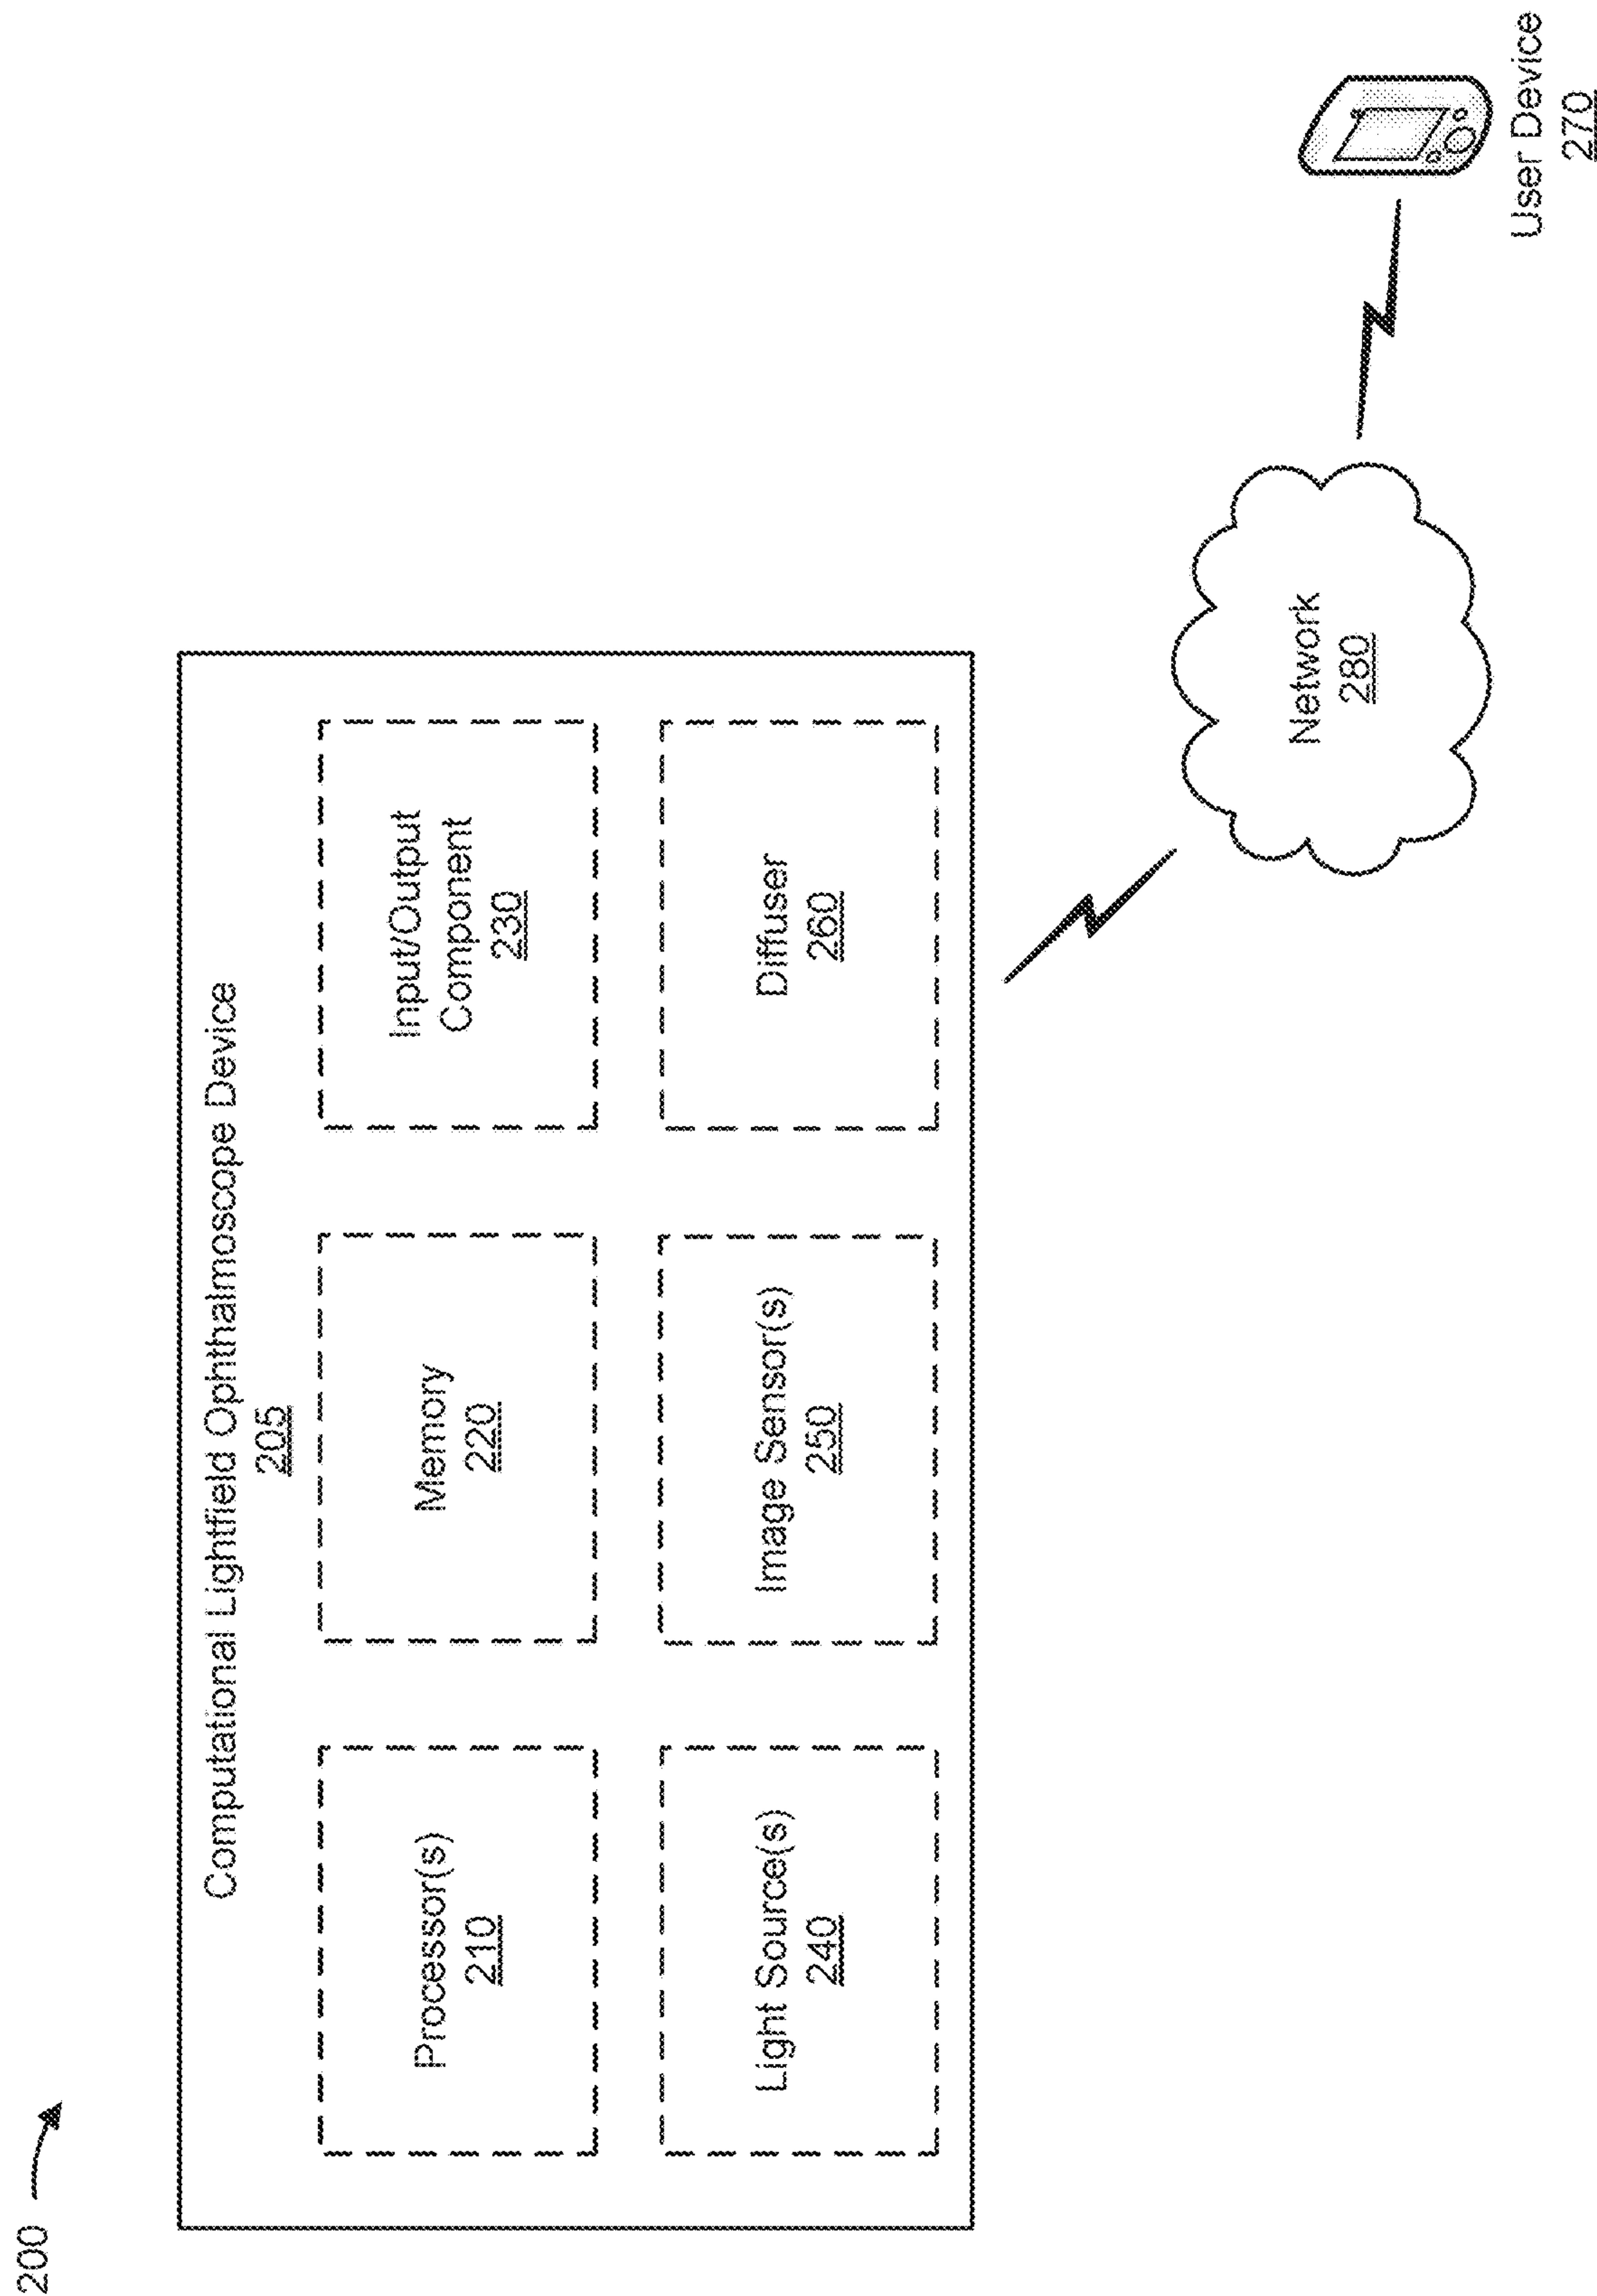 200
Computational Lightfield Ophthalmoscope Device
205
Processor(s)
210
Memory
220
Input/Output
Component
230
Light Source(s)
240
Image Sensor(s)
250
Diffuser
260
Network
280
User Device
270